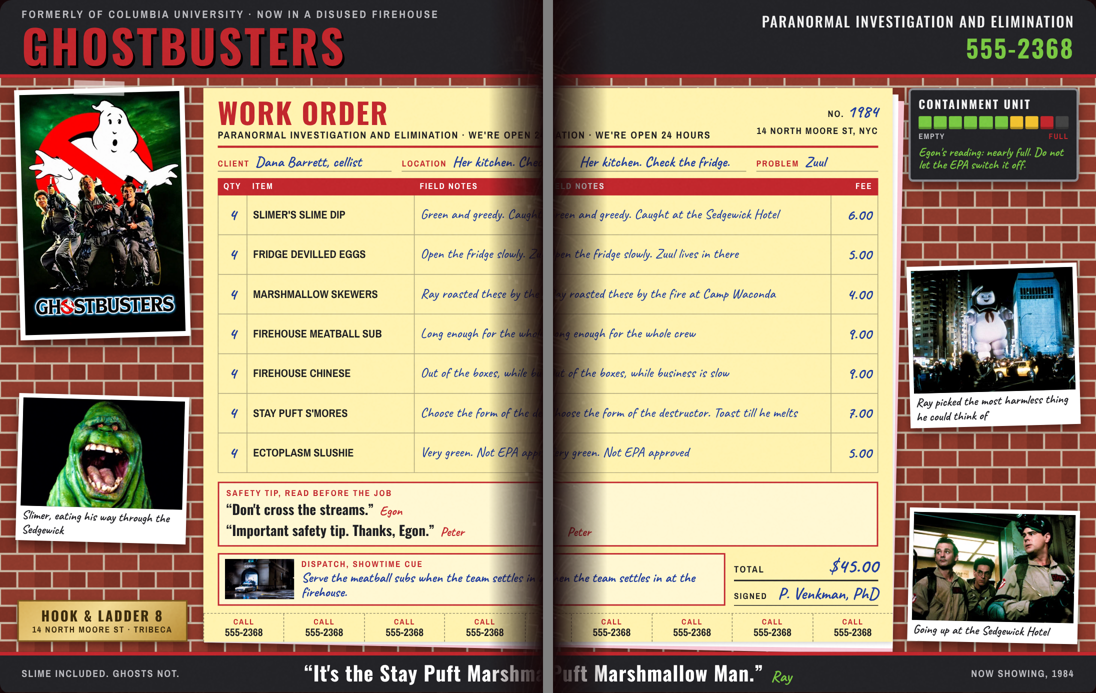 FORMERLY OF COLUMBIA UNIVERSITY · NOW IN A DISUSED FIREHOUSE
GHOSTBUSTERS
PARANORMAL INVESTIGATION AND ELIMINATION
555-2368
WORK ORDER
PARANORMAL INVESTIGATION AND ELIMINATION · WE'RE OPEN 24 HOURS
NO. 1984
14 NORTH MOORE ST, NYC
CLIENT Dana Barrett, cellist LOCATION Her kitchen. Check the fridge. PROBLEM Zuul
QTY ITEM FIELD NOTES FEE
4 SLIMER'S SLIME DIP Green and greedy. Caught at the Sedgewick Hotel 6.00
4 FRIDGE DEVILLED EGGS Open the fridge slowly. Zuul lives in there 5.00
4 MARSHMALLOW SKEWERS Ray roasted these by the fire at Camp Waconda 4.00
4 FIREHOUSE MEATBALL SUB Long enough for the whole crew 9.00
4 FIREHOUSE CHINESE Out of the boxes, while business is slow 9.00
4 STAY PUFT S'MORES Choose the form of the destructor. Toast till he melts 7.00
4 ECTOPLASM SLUSHIE Very green. Not EPA approved 5.00
SAFETY TIP, READ BEFORE THE JOB
“Don't cross the streams.” Egon
“Important safety tip. Thanks, Egon.” Peter
DISPATCH, SHOWTIME CUE
Serve the meatball subs when the team settles in at the
firehouse.
TOTAL $45.00
SIGNED P. Venkman, PhD
CALL CALL CALL CALL CALL CALL CALL CALL
555-2368 555-2368 555-2368 555-2368 555-2368 555-2368 555-2368 555-2368
GHOSTBUSTERS
Slimer, eating his way through the
Sedgewick
HOOK & LADDER 8
14 NORTH MOORE ST · TRIBECA
CONTAINMENT UNIT
EMPTY FULL
Egon's reading: nearly full. Do not
let the EPA switch it off.
Ray picked the most harmless thing
he could think of
Going up at the Sedgewick Hotel
SLIME INCLUDED. GHOSTS NOT.
“It's the Stay Puft Marshmallow Man.” Ray
NOW SHOWING, 1984